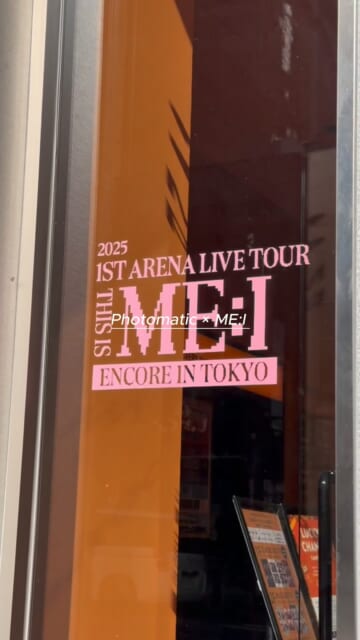 2025
1ST ARENA LIVE TOUR
THIS IS
ME:I
Photomatic × ME:I
ENCORE IN TOKYO